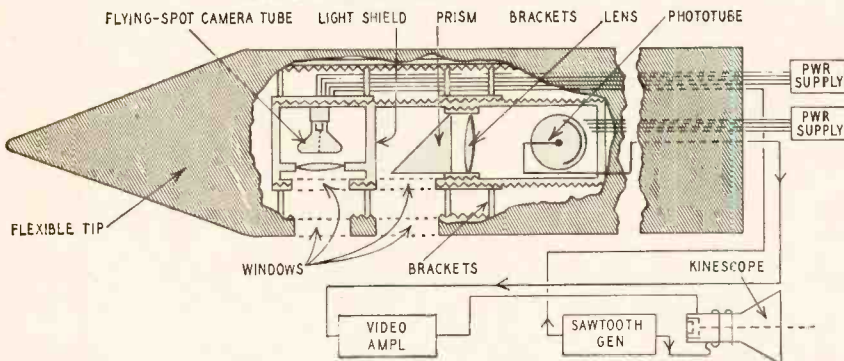 FLYING-SPOT CAMERA TUBE
LIGHT SHIELD
PRISM
BRACKETS
LENS
PHOTOTUBE
PWR
SUPPLY
PWR
SUPPLY
FLEXIBLE TIP
WINDOWS
BRACKETS
KINESCOPE
VIDEO
AMPL
SAWTOOTH
GEN